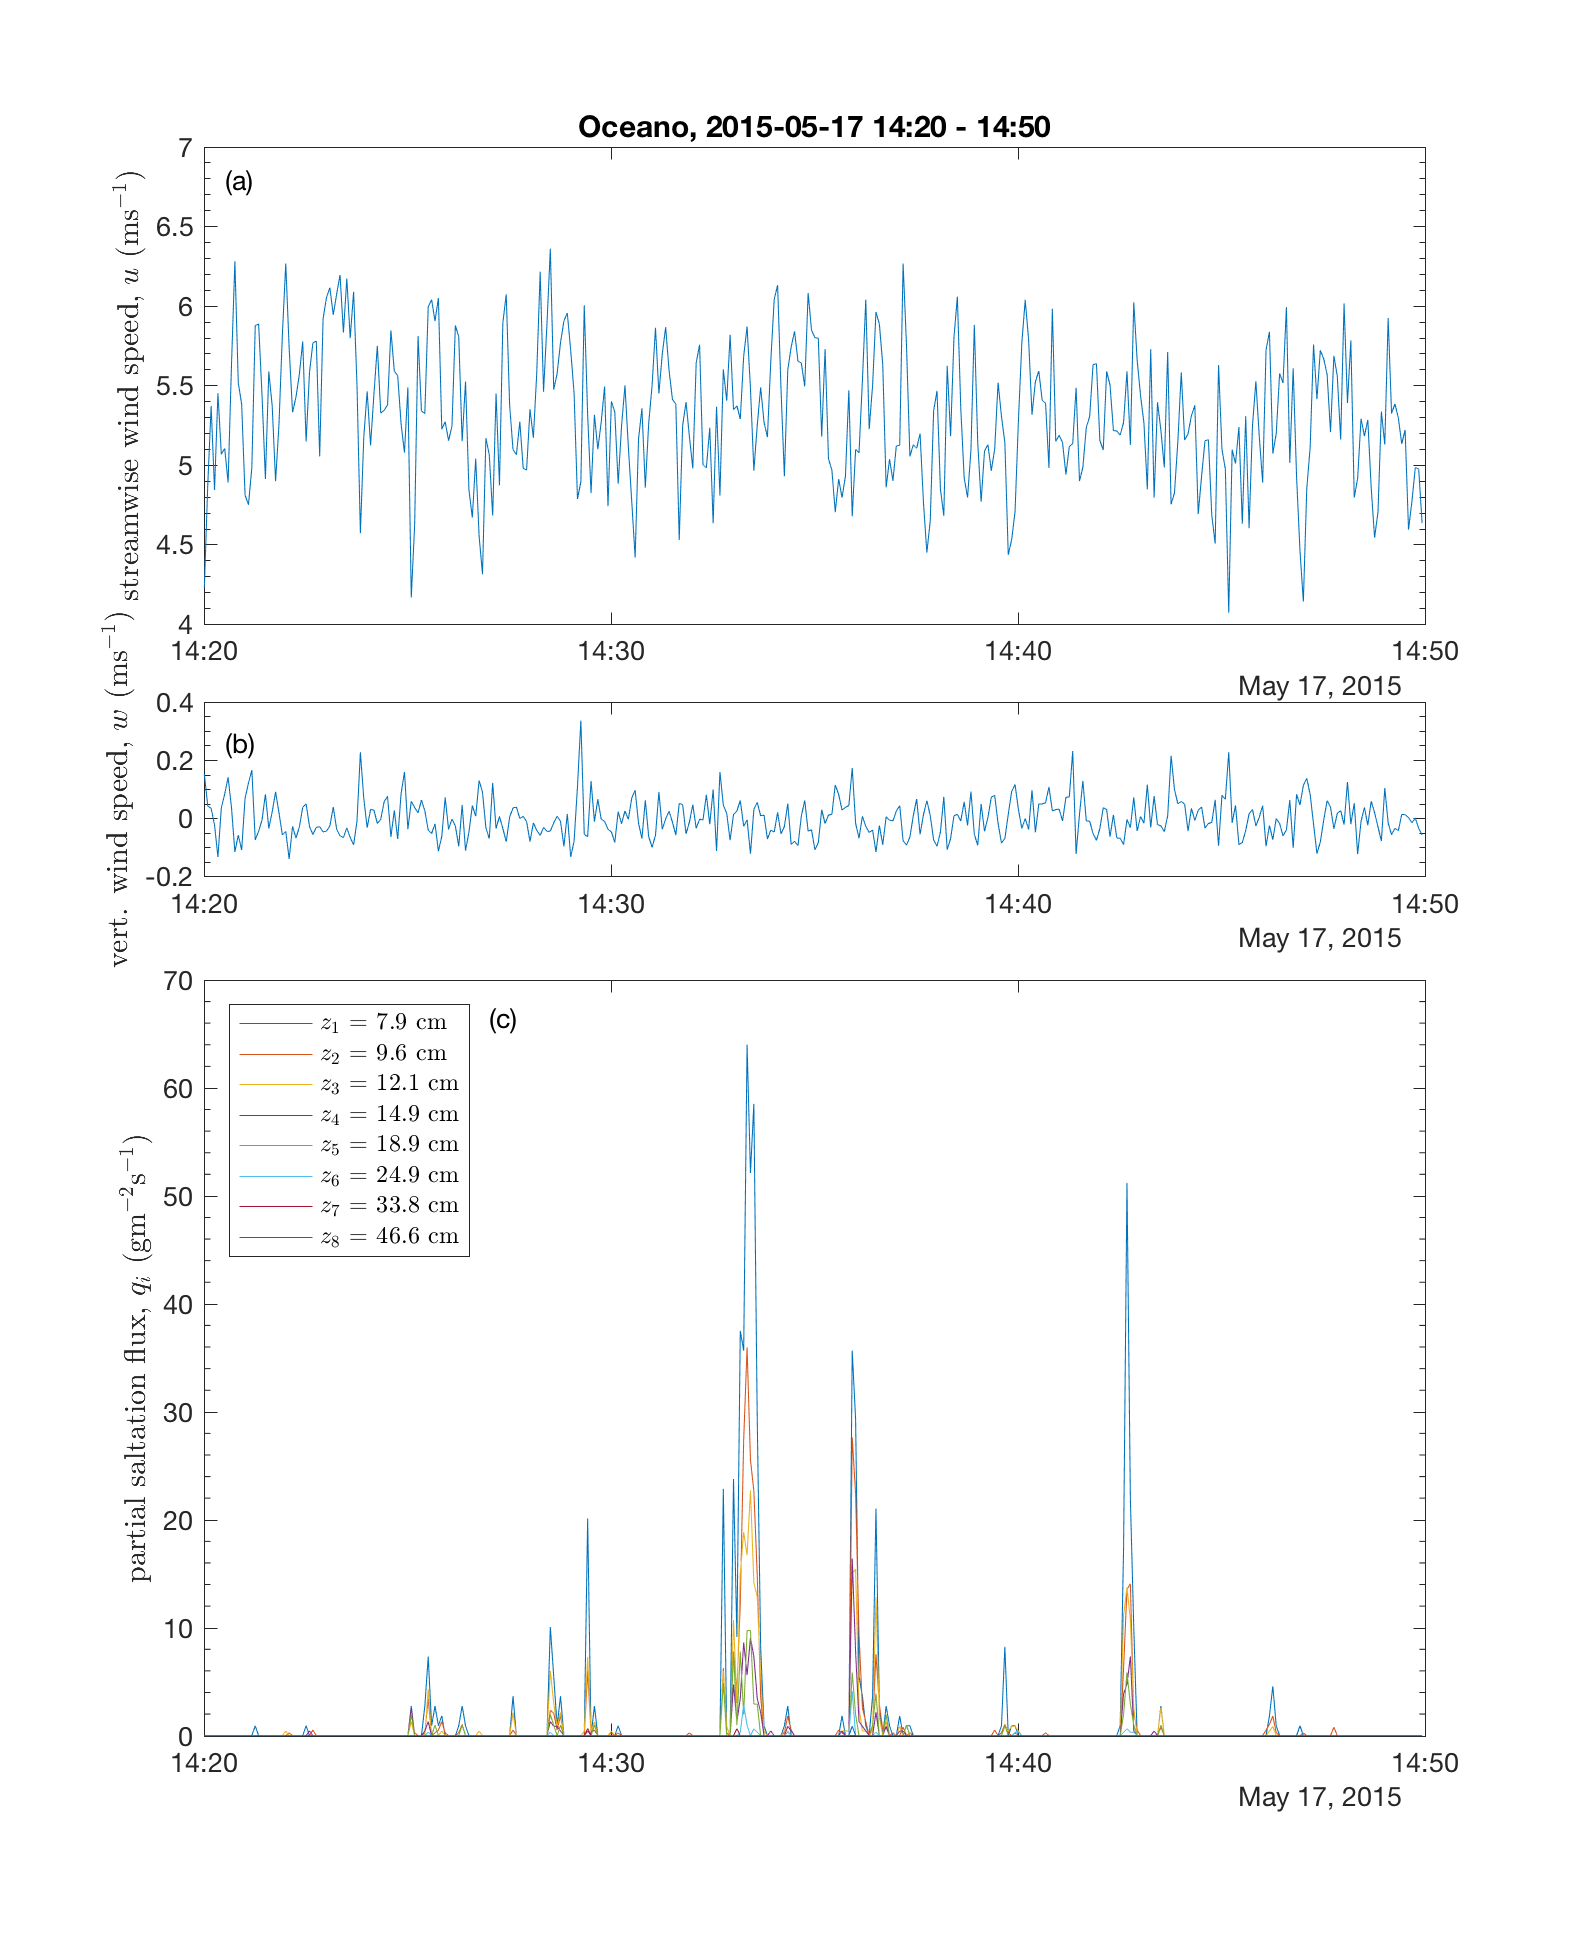 Oceano, 2015-05-17 14:20 - 14:50
(a)
streamwise wind speed, u (ms⁻¹)
7
6.5
6
5.5
5
4.5
4
14:20 14:30 14:40 14:50
May 17, 2015
(b)
vert. wind speed, w (ms⁻¹)
0.4
0.2
0
-0.2
14:20 14:30 14:40 14:50
May 17, 2015
(c)
partial saltation flux, qᵢ (gm⁻²s⁻¹)
70
60
50
40
30
20
10
0
z₁ = 7.9 cm
z₂ = 9.6 cm
z₃ = 12.1 cm
z₄ = 14.9 cm
z₅ = 18.9 cm
z₆ = 24.9 cm
z₇ = 33.8 cm
z₈ = 46.6 cm
14:20 14:30 14:40 14:50
May 17, 2015